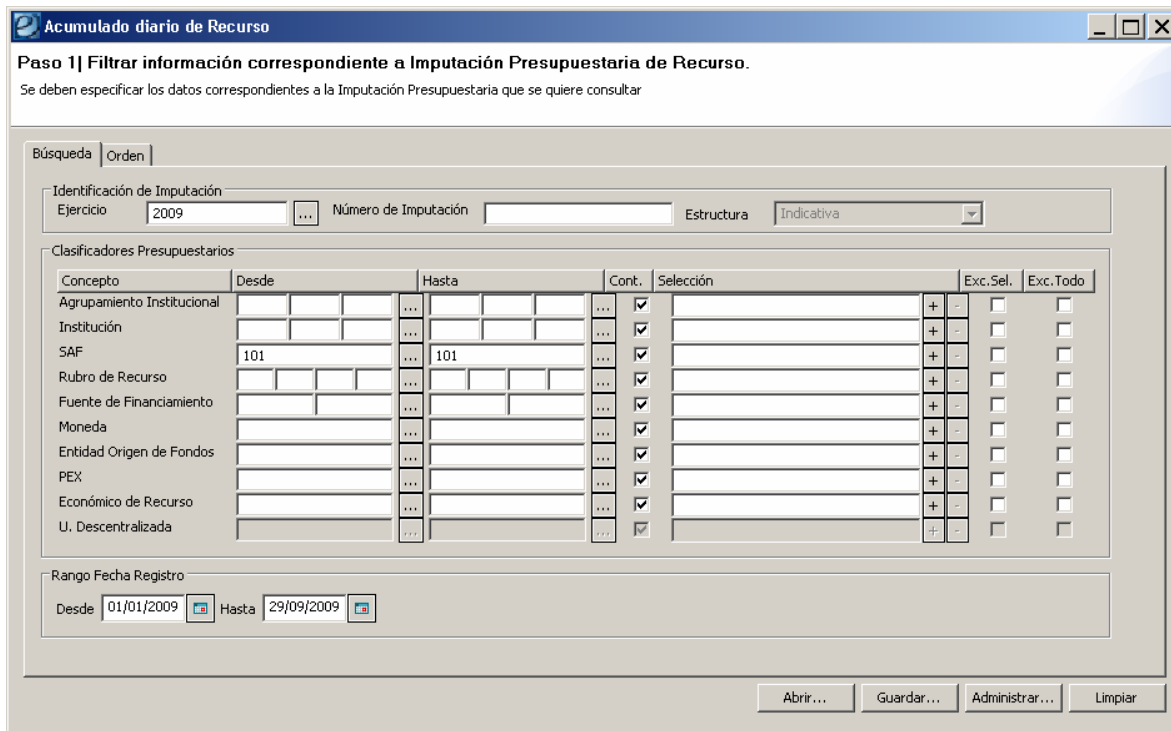 Acumulado diario de Recurso
Paso 1| Filtrar información correspondiente a Imputación Presupuestaria de Recurso.
Se deben especificar los datos correspondientes a la Imputación Presupuestaria que se quiere consultar
Búsqueda Orden
Identificación de Imputación
Ejercicio 2009 ... Número de Imputación Estructura Indicativa
Clasificadores Presupuestarios
Concepto Desde Hasta Cont. Selección Exc.Sel. Exc.Todo
Agrupamiento Institucional ... ... + -
Institución ... ... + -
SAF 101 ... 101 ... + -
Rubro de Recurso ... ... + -
Fuente de Financiamiento ... ... + -
Moneda ... ... + -
Entidad Origen de Fondos ... ... + -
PEX ... ... + -
Económico de Recurso ... ... + -
U. Descentralizada ... ... + -
Rango Fecha Registro
Desde 01/01/2009 Hasta 29/09/2009
Abrir... Guardar... Administrar... Limpiar